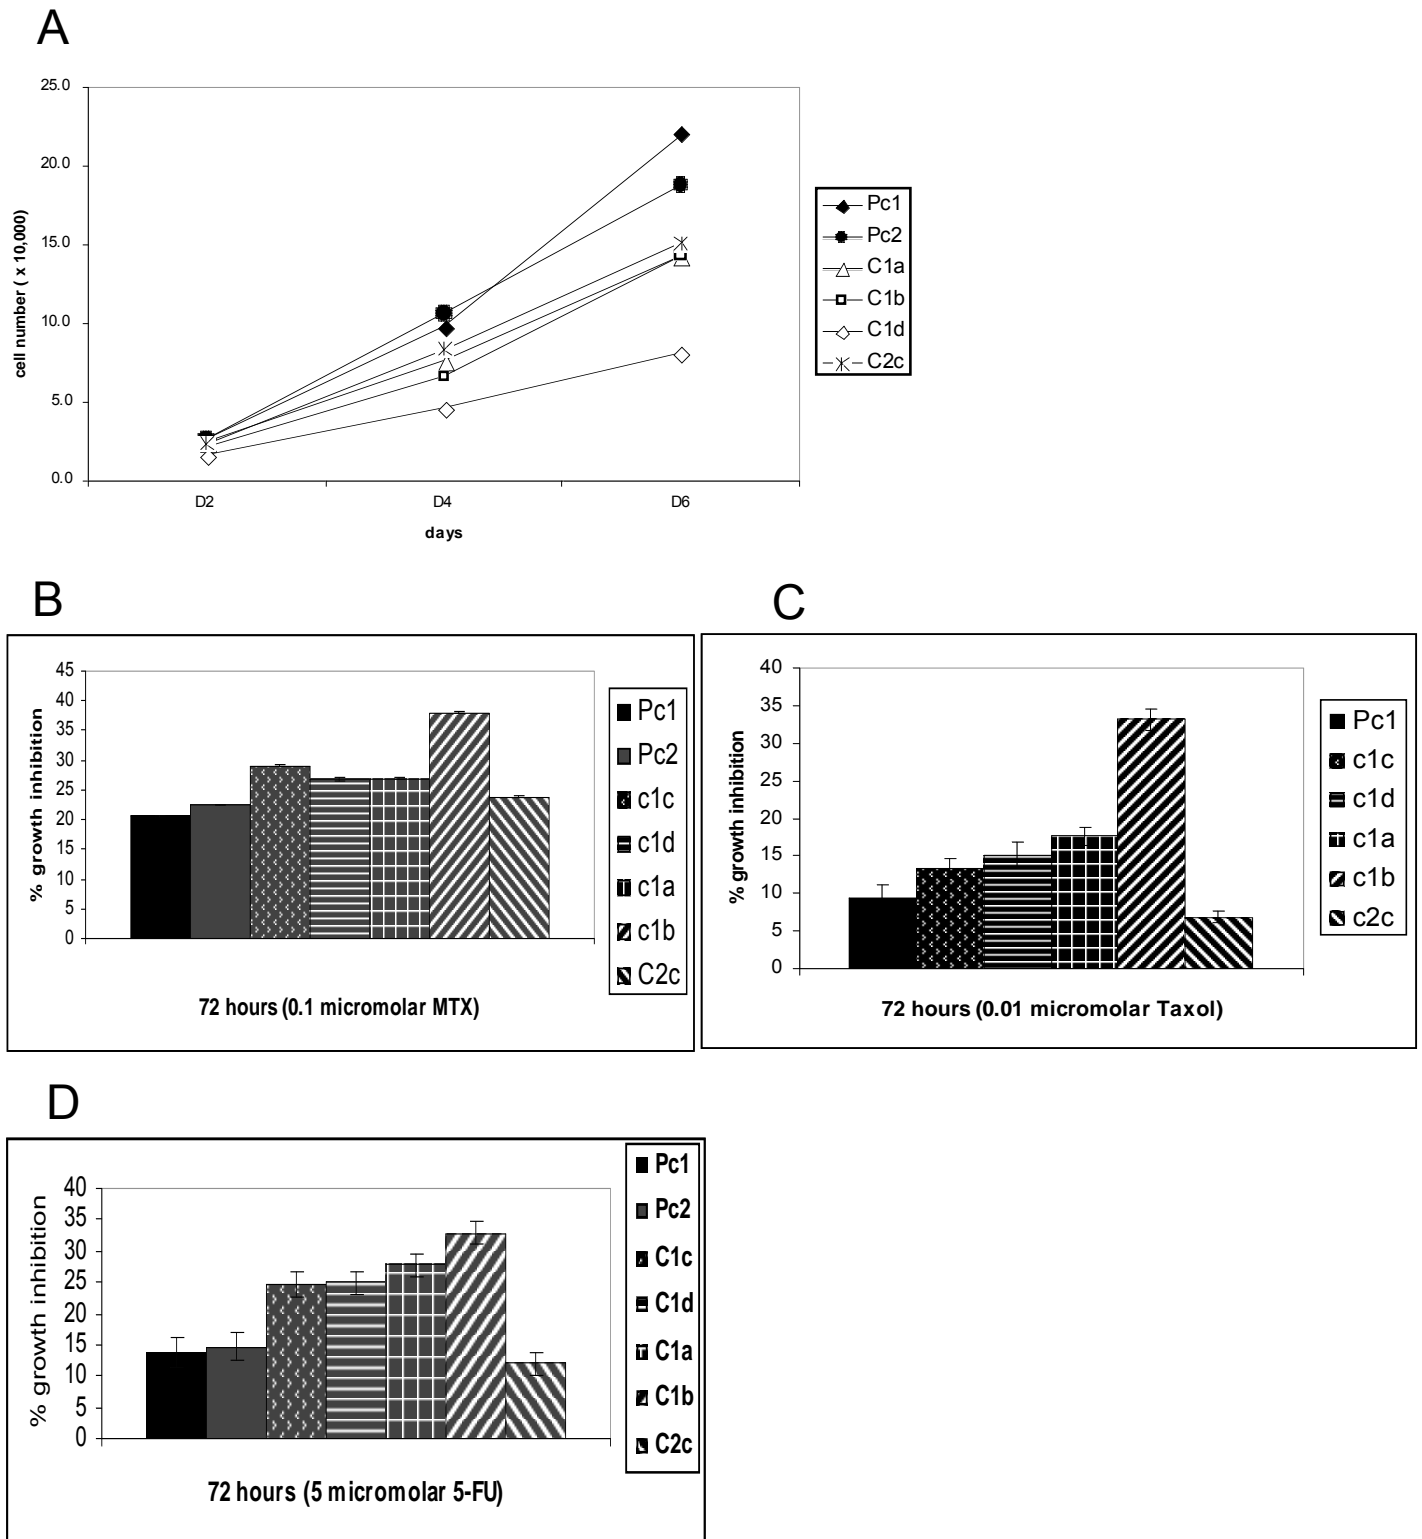 A
25.0
20.0
15.0
10.0
5.0
0.0
cell number ( x 10,000)
D2 D4 D6
days
Pc1
Pc2
C1a
C1b
C1d
C2c
B
45
40
35
30
25
20
15
10
5
0
% growth inhibition
72 hours (0.1 micromolar MTX)
Pc1
Pc2
c1c
c1d
c1a
c1b
C2c
C
40
35
30
25
20
15
10
5
0
% growth inhibition
72 hours (0.01 micromolar Taxol)
Pc1
c1c
c1d
c1a
c1b
c2c
D
40
35
30
25
20
15
10
5
0
% growth inhibition
72 hours (5 micromolar 5-FU)
Pc1
Pc2
C1c
C1d
C1a
C1b
C2c